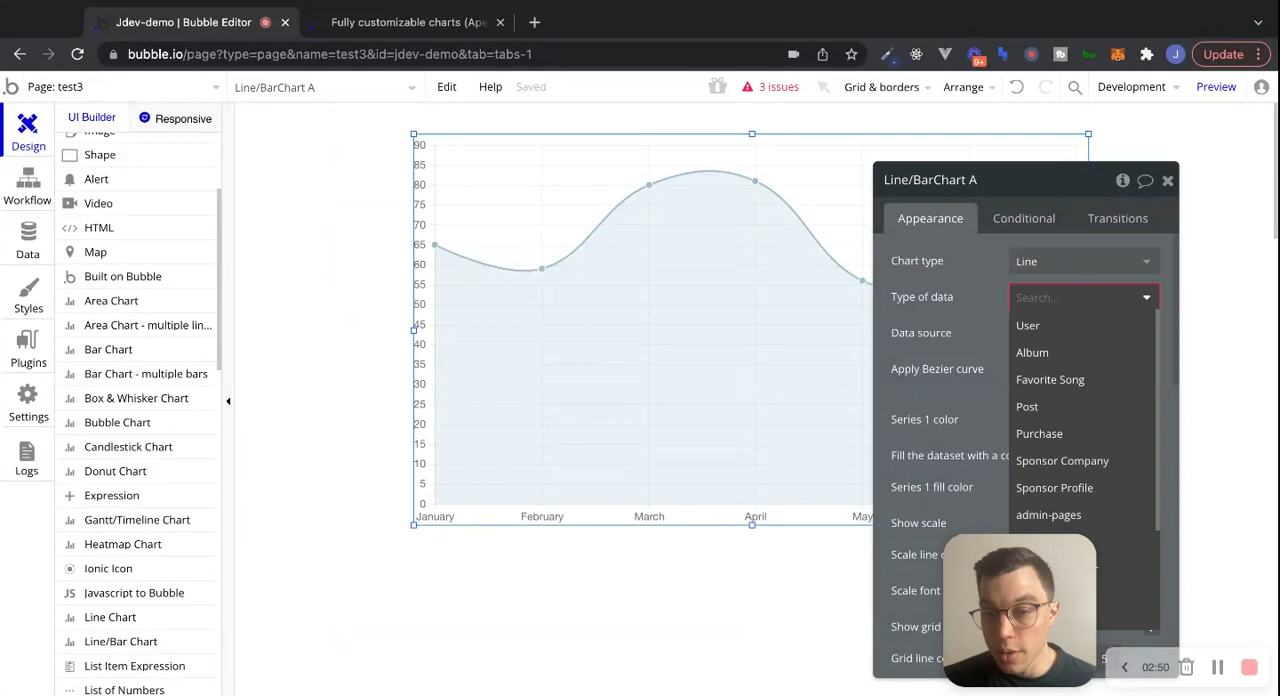 Jdev-demo | Bubble Editor
Fully customizable charts (Ape
bubble.io/page?type=page&name=test3&id=jdev-demo&tab=tabs-1
9+
J
Update
Page: test3
Line/BarChart A
Edit
Help
Saved
3 issues
Grid & borders
Arrange
Development
Preview
Design
Workflow
Data
Styles
Plugins
Settings
Logs
UI Builder
Responsive
Image
Shape
Alert
Video
</> HTML
Map
Built on Bubble
Area Chart
Area Chart - multiple lin...
Bar Chart
Bar Chart - multiple bars
Box & Whisker Chart
Bubble Chart
Candlestick Chart
Donut Chart
Expression
Gantt/Timeline Chart
Heatmap Chart
Ionic Icon
JS Javascript to Bubble
Line Chart
Line/Bar Chart
List Item Expression
List of Numbers
90
85
80
75
70
65
60
55
50
45
40
35
30
25
20
15
10
5
0
January
February
March
April
May
Line/BarChart A
Appearance
Conditional
Transitions
Chart type
Line
Type of data
Search...
Data source
Apply Bezier curve
Series 1 color
Fill the dataset with a co
Series 1 fill color
Show scale
Scale line c
Scale font
Show grid
Grid line co
User
Album
Favorite Song
Post
Purchase
Sponsor Company
Sponsor Profile
admin-pages
5
02:50